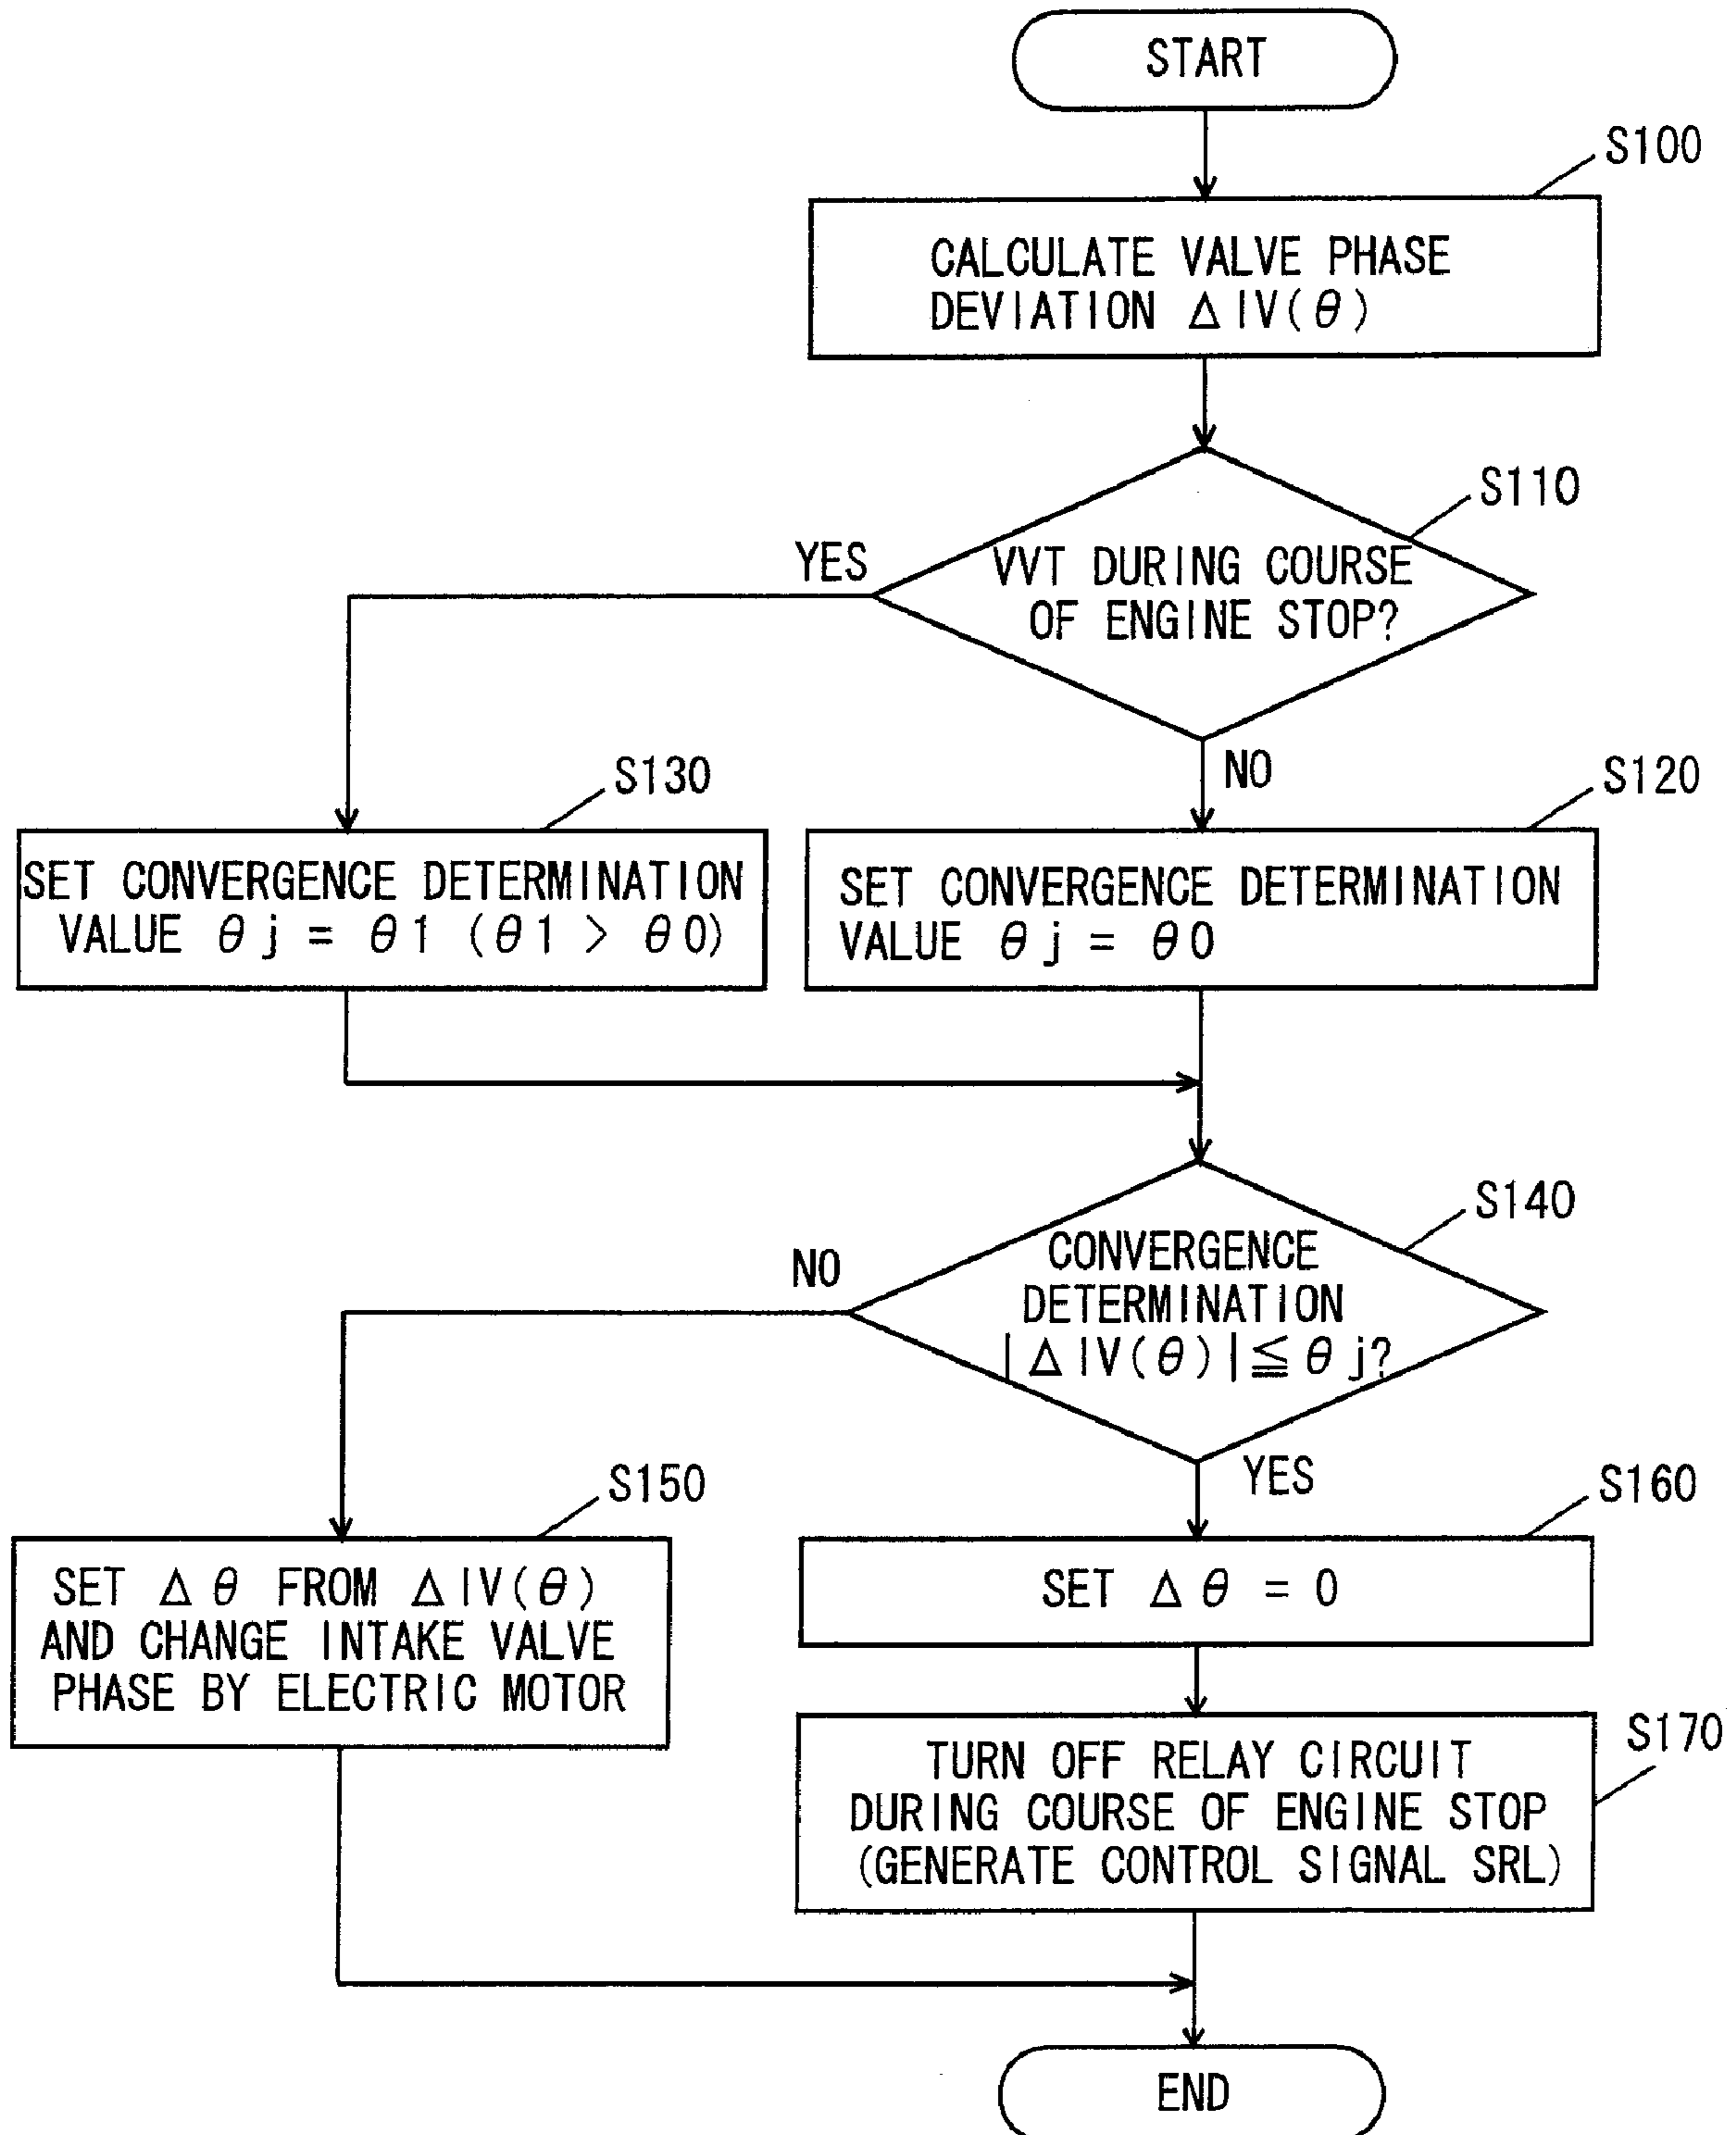 START
S100
CALCULATE VALVE PHASE
DEVIATION ΔIV(θ)
S110
YES
VVT DURING COURSE
OF ENGINE STOP?
NO
S130
S120
SET CONVERGENCE DETERMINATION
VALUE θj = θ1 (θ1 > θ0)
SET CONVERGENCE DETERMINATION
VALUE θj = θ0
S140
NO
CONVERGENCE
DETERMINATION
|ΔIV(θ)|≦θj?
YES
S150
S160
SET Δθ FROM ΔIV(θ)
AND CHANGE INTAKE VALVE
PHASE BY ELECTRIC MOTOR
SET Δθ = 0
S170
TURN OFF RELAY CIRCUIT
DURING COURSE OF ENGINE STOP
(GENERATE CONTROL SIGNAL SRL)
END